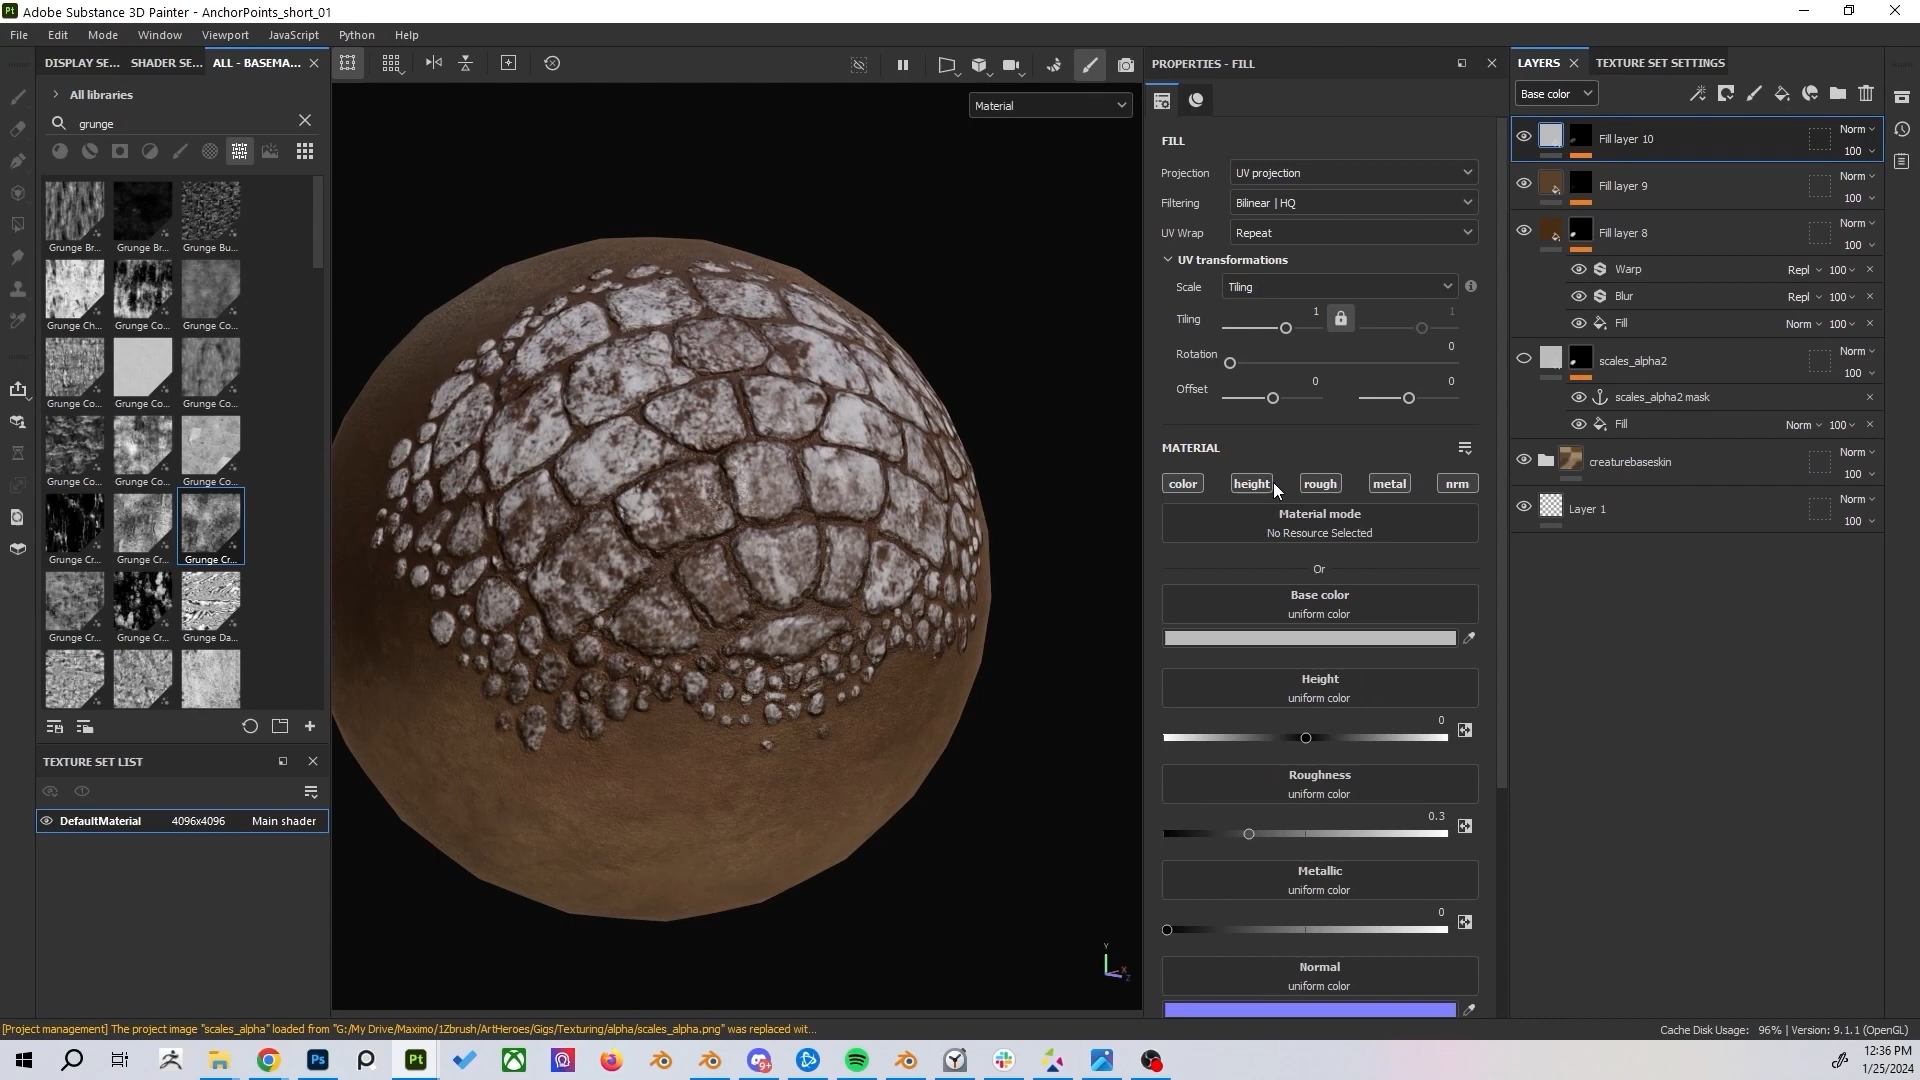 Adobe Substance 3D Painter - AnchorPoints_short_01
File Edit Mode Window Viewport JavaScript Python Help
DISPLAY SE... SHADER SE... ALL - BASEMA...
All libraries
grunge
Grunge Br... Grunge Br... Grunge Bu...
Grunge Ch... Grunge Co... Grunge Co...
Grunge Co... Grunge Co... Grunge Co...
Grunge Co... Grunge Co... Grunge Co...
Grunge Cr... Grunge Cr... Grunge Cr...
Grunge Cr... Grunge Cr... Grunge Da...
TEXTURE SET LIST
DefaultMaterial 4096x4096 Main shader
Material
Y
X
Z
PROPERTIES - FILL
FILL
Projection UV projection
Filtering Bilinear | HQ
UV Wrap Repeat
UV transformations
Scale Tiling
Tiling 1 1
Rotation 0
Offset 0 0
MATERIAL
color height rough metal nrm
Material mode
No Resource Selected
Or
Base color
uniform color
Height
uniform color
0
Roughness
uniform color
0.3
Metallic
uniform color
0
Normal
uniform color
LAYERS TEXTURE SET SETTINGS
Base color
Fill layer 10 Norm 100
Fill layer 9 Norm 100
Fill layer 8 Norm 100
Warp Repl 100
Blur Repl 100
Fill Norm 100
scales_alpha2 Norm 100
scales_alpha2 mask
Fill Norm 100
creaturebaseskin Norm 100
Layer 1 Norm 100
[Project management] The project image "scales_alpha" loaded from "G:/My Drive/Maximo/1Zbrush/ArtHeroes/Gigs/Texturing/alpha/scales_alpha.png" was replaced wit...
Cache Disk Usage: 96% | Version: 9.1.1 (OpenGL)
Ps
Pt
9+
12:36 PM
1/25/2024